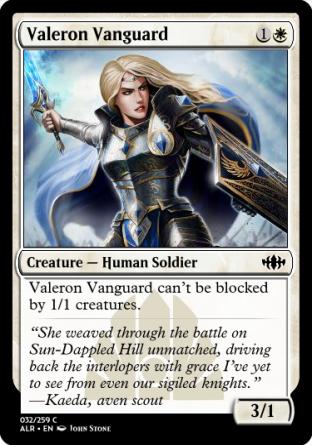 Valeron Vanguard 1
Creature — Human Soldier
Valeron Vanguard can't be blocked
by 1/1 creatures.
"She weaved through the battle on
Sun-Dappled Hill unmatched, driving
back the interlopers with grace I've yet
to see from even our sigiled knights."
—Kaeda, aven scout
3/1
032/259 C
ALR • EN JOHN STONE